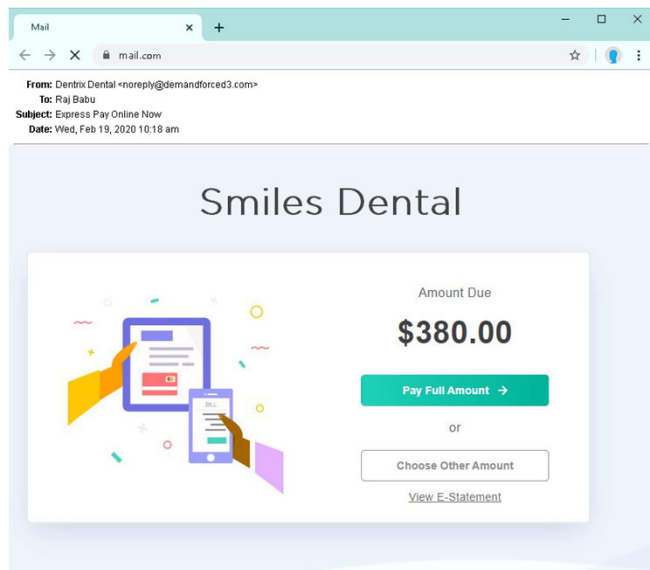 Mail
mail.com
From: Dentrix Dental <noreply@demandforced3.com>
To: Raj Babu
Subject: Express Pay Online Now
Date: Wed, Feb 19, 2020 10:18 am
Smiles Dental
Amount Due
$380.00
Pay Full Amount →
or
Choose Other Amount
View E-Statement
BILL